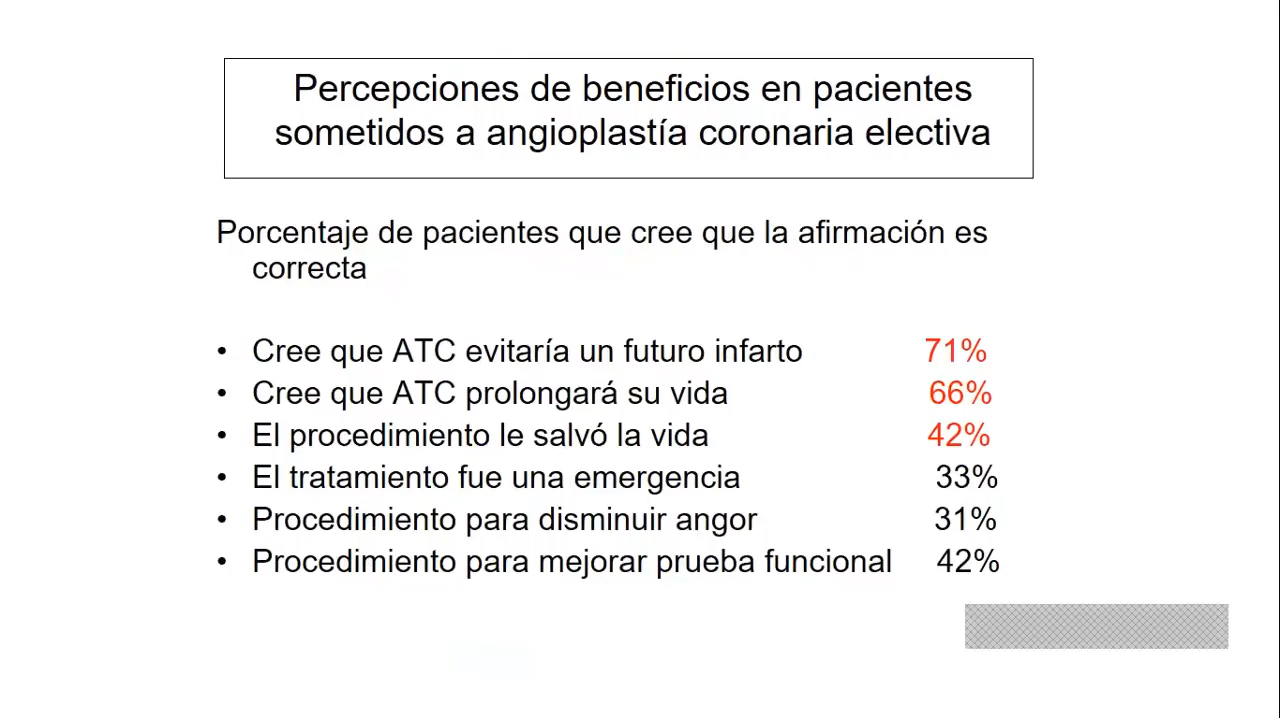 Percepciones de beneficios en pacientes
sometidos a angioplastía coronaria electiva
Porcentaje de pacientes que cree que la afirmación es
correcta
• Cree que ATC evitaría un futuro infarto 71%
• Cree que ATC prolongará su vida 66%
• El procedimiento le salvó la vida 42%
• El tratamiento fue una emergencia 33%
• Procedimiento para disminuir angor 31%
• Procedimiento para mejorar prueba funcional 42%